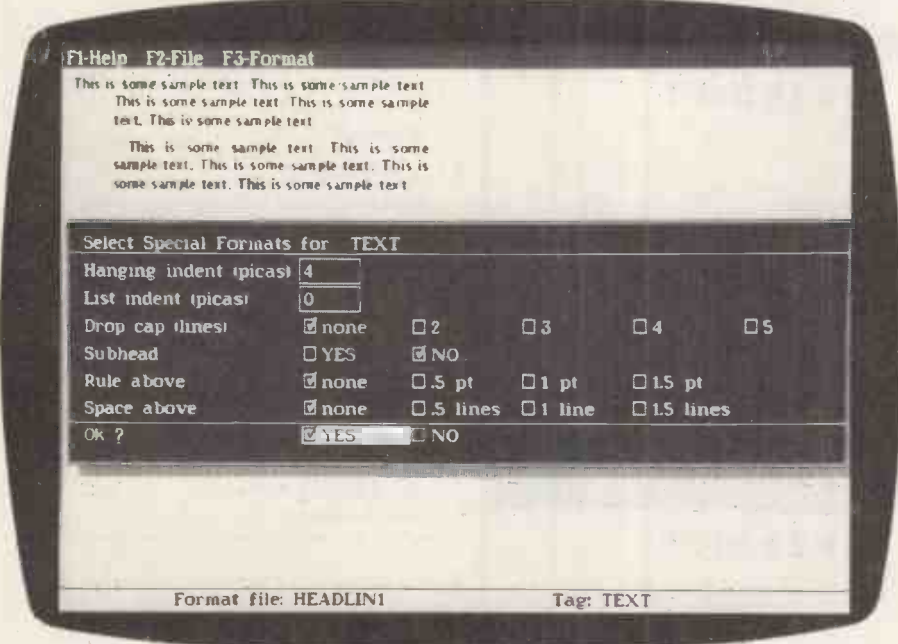 F1-Help F2-File F3-Format
This is some sample text This is some sample text
This is some sample text This is some sample
text. This is some sample text
This is some sample text This is some
sample text. This is some sample text. This is
some sample text. This is some sample text
Select Special Formats for TEXT
Hanging indent (picas) 4
List indent (picas) 0
Drop cap (lines) none 2 3 4 5
Subhead YES NO
Rule above none .5 pt 1 pt 1.5 pt
Space above none .5 lines 1 line 1.5 lines
Ok ? YES NO
Format file: HEADLIN1 Tag: TEXT